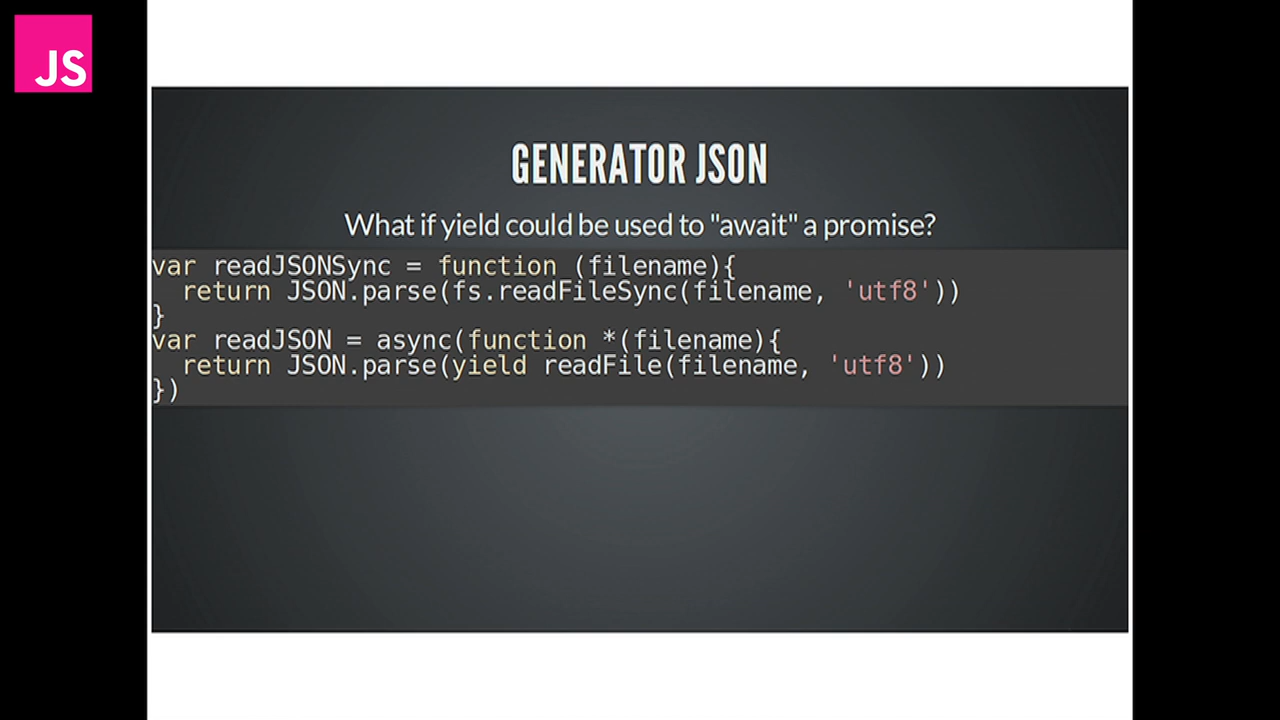 JS
GENERATOR JSON
What if yield could be used to "await" a promise?
var readJSONSync = function (filename){
  return JSON.parse(fs.readFileSync(filename, 'utf8'))
}
var readJSON = async(function *(filename){
  return JSON.parse(yield readFile(filename, 'utf8'))
})